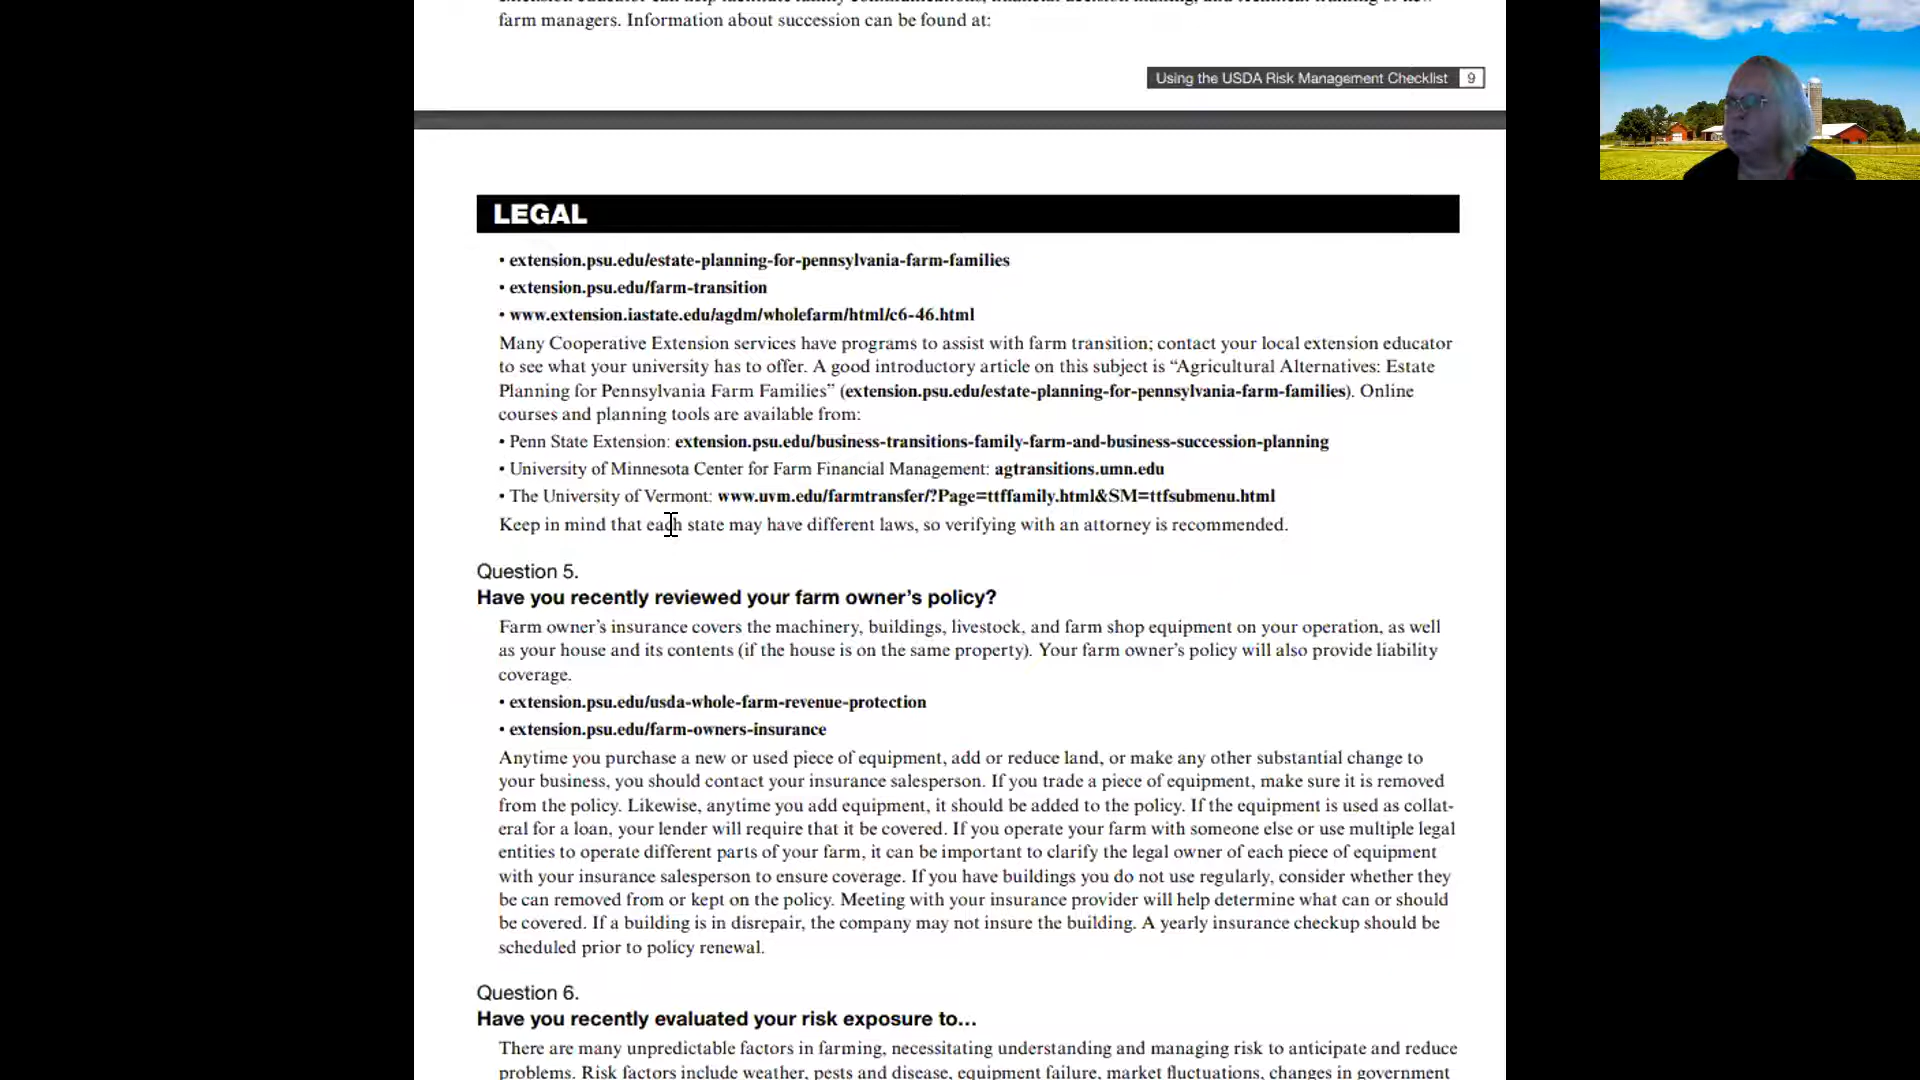 farm managers. Information about succession can be found at:
Using the USDA Risk Management Checklist 9
LEGAL
• extension.psu.edu/estate-planning-for-pennsylvania-farm-families
• extension.psu.edu/farm-transition
• www.extension.iastate.edu/agdm/wholefarm/html/c6-46.html
Many Cooperative Extension services have programs to assist with farm transition; contact your local extension educator
to see what your university has to offer. A good introductory article on this subject is “Agricultural Alternatives: Estate
Planning for Pennsylvania Farm Families” (extension.psu.edu/estate-planning-for-pennsylvania-farm-families). Online
courses and planning tools are available from:
• Penn State Extension: extension.psu.edu/business-transitions-family-farm-and-business-succession-planning
• University of Minnesota Center for Farm Financial Management: agtransitions.umn.edu
• The University of Vermont: www.uvm.edu/farmtransfer/?Page=ttffamily.html&SM=ttfsubmenu.html
Keep in mind that each state may have different laws, so verifying with an attorney is recommended.
Question 5.
Have you recently reviewed your farm owner’s policy?
Farm owner’s insurance covers the machinery, buildings, livestock, and farm shop equipment on your operation, as well
as your house and its contents (if the house is on the same property). Your farm owner’s policy will also provide liability
coverage.
• extension.psu.edu/usda-whole-farm-revenue-protection
• extension.psu.edu/farm-owners-insurance
Anytime you purchase a new or used piece of equipment, add or reduce land, or make any other substantial change to
your business, you should contact your insurance salesperson. If you trade a piece of equipment, make sure it is removed
from the policy. Likewise, anytime you add equipment, it should be added to the policy. If the equipment is used as collat-
eral for a loan, your lender will require that it be covered. If you operate your farm with someone else or use multiple legal
entities to operate different parts of your farm, it can be important to clarify the legal owner of each piece of equipment
with your insurance salesperson to ensure coverage. If you have buildings you do not use regularly, consider whether they
be can removed from or kept on the policy. Meeting with your insurance provider will help determine what can or should
be covered. If a building is in disrepair, the company may not insure the building. A yearly insurance checkup should be
scheduled prior to policy renewal.
Question 6.
Have you recently evaluated your risk exposure to…
There are many unpredictable factors in farming, necessitating understanding and managing risk to anticipate and reduce
problems. Risk factors include weather, pests and disease, equipment failure, market fluctuations, changes in government